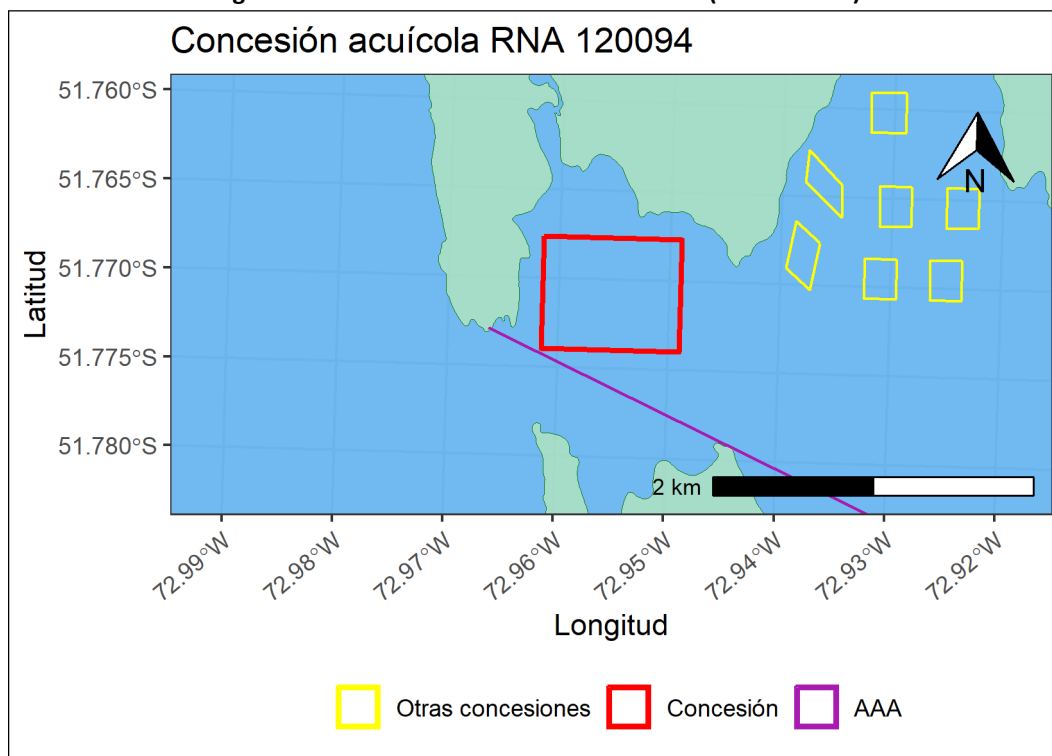 Concesión acuícola RNA 120094
51.760°S
51.765°S
51.770°S
51.775°S
51.780°S
Latitud
N
2 km
72.99°W
72.98°W
72.97°W
72.96°W
72.95°W
72.94°W
72.93°W
72.92°W
Longitud
Otras concesiones
Concesión
AAA